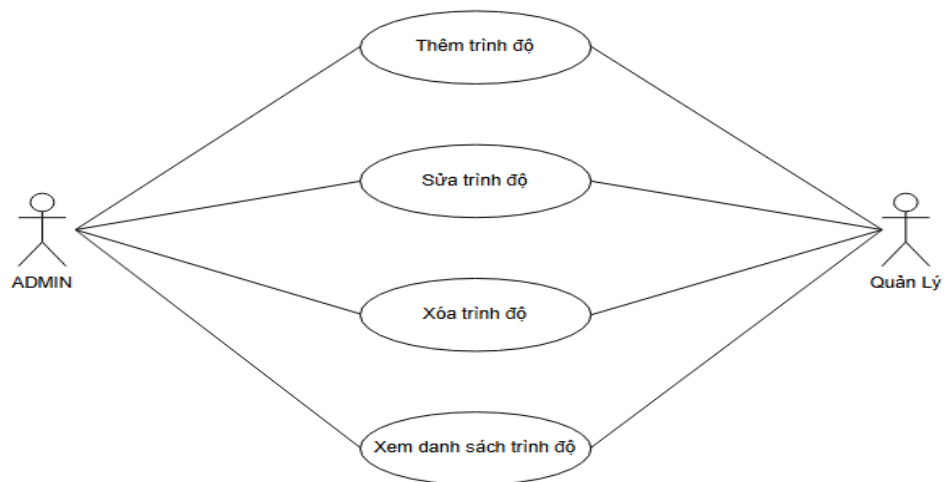 Thêm trình độ
Sửa trình độ
ADMIN
Quản Lý
Xóa trình độ
Xem danh sách trình độ